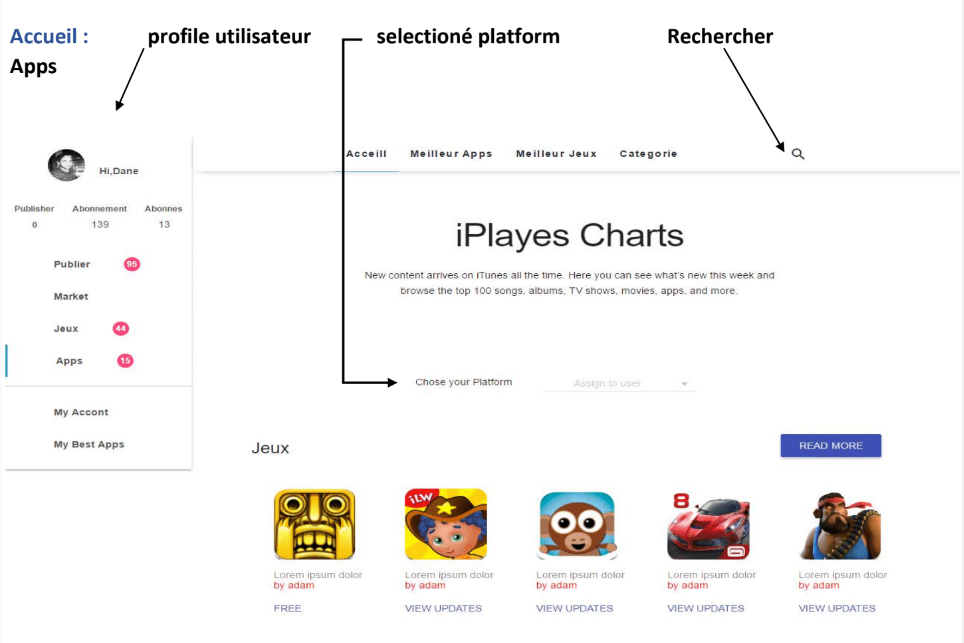 Accueil : profile utilisateur selectioné platform Rechercher
Apps
Hi,Dane
Publisher Abonnement Abonnes
0 139 13
Publier 95
Market
Jeux 44
Apps 15
My Accont
My Best Apps
Acceill Meilleur Apps Meilleur Jeux Categorie
iPlayes Charts
New content arrives on iTunes all the time. Here you can see what's new this week and
browse the top 100 songs, albums, TV shows, movies, apps, and more.
Chose your Platform Assign to user
Jeux READ MORE
iLW
8
Lorem ipsum dolor Lorem ipsum dolor Lorem ipsum dolor Lorem ipsum dolor Lorem ipsum dolor
by adam by adam by adam by adam by adam
FREE VIEW UPDATES VIEW UPDATES VIEW UPDATES VIEW UPDATES